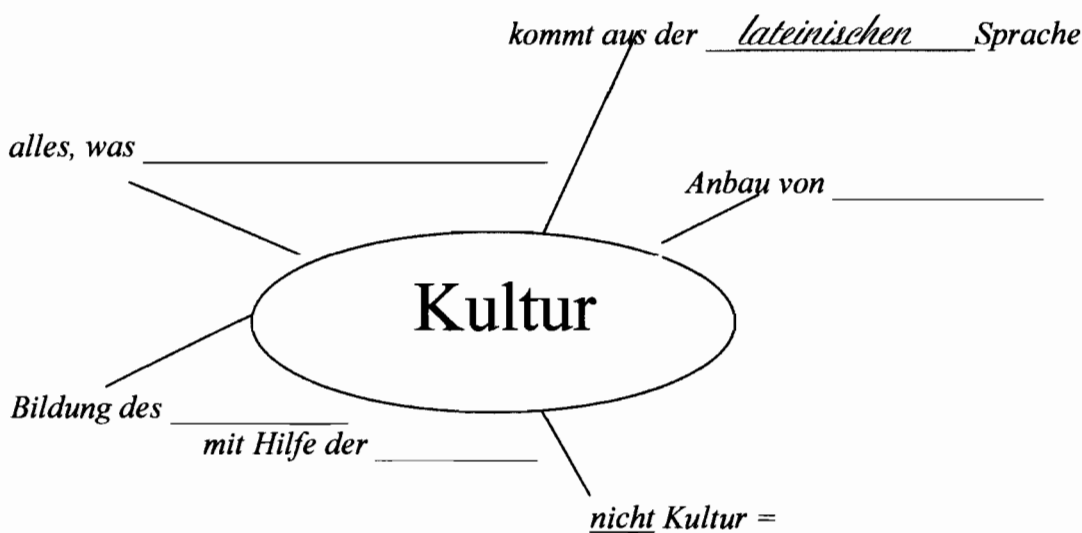 kommt aus der lateinischen Sprache
alles, was
Anbau von
Kultur
Bildung des
mit Hilfe der
nicht Kultur =